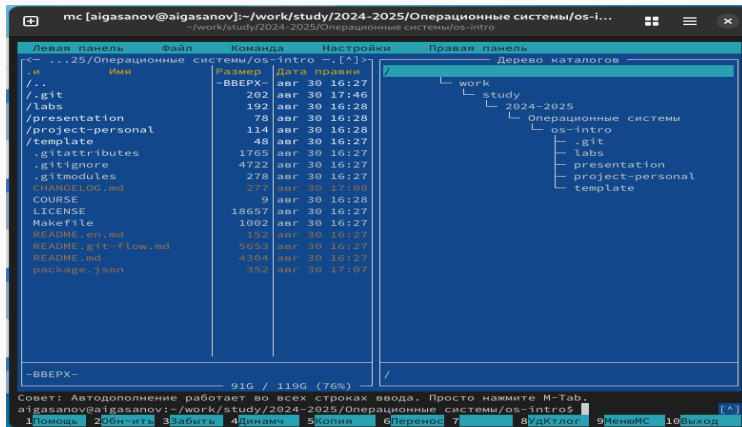 mc [aigasanov@aigasanov]:~/work/study/2024-2025/Операционные системы/os-i...
~/work/study/2024-2025/Операционные системы/os-intro
Левая панель Файл Команда Настройки Правая панель
<— ...25/Операционные системы/os-intro —.[^]>
.и Имя Размер Дата правки
/.. -ВВЕРХ- авг 30 16:27
/.git 202 авг 30 17:46
/labs 192 авг 30 16:28
/presentation 78 авг 30 16:28
/project-personal 114 авг 30 16:28
/template 48 авг 30 16:27
.gitattributes 1765 авг 30 16:27
.gitignore 4722 авг 30 16:27
.gitmodules 278 авг 30 16:27
CHANGELOG.md 277 авг 30 17:08
COURSE 9 авг 30 16:28
LICENSE 18657 авг 30 16:27
Makefile 1002 авг 30 16:27
README.en.md 152 авг 30 16:27
README.git-flow.md 5653 авг 30 16:27
README.md 4304 авг 30 16:27
package.json 352 авг 30 17:07
-ВВЕРХ-
91G / 119G (76%)
Дерево каталогов
/
work
study
2024-2025
Операционные системы
os-intro
.git
labs
presentation
project-personal
template
/
Совет: Автодополнение работает во всех строках ввода. Просто нажмите M-Tab.
aigasanov@aigasanov:~/work/study/2024-2025/Операционные системы/os-intro$ [^]
1Помощь 2Обн~ить 3Забыть 4Динамч 5Копия 6Перенос 7 8УдКтлог 9МенюMC 10Выход